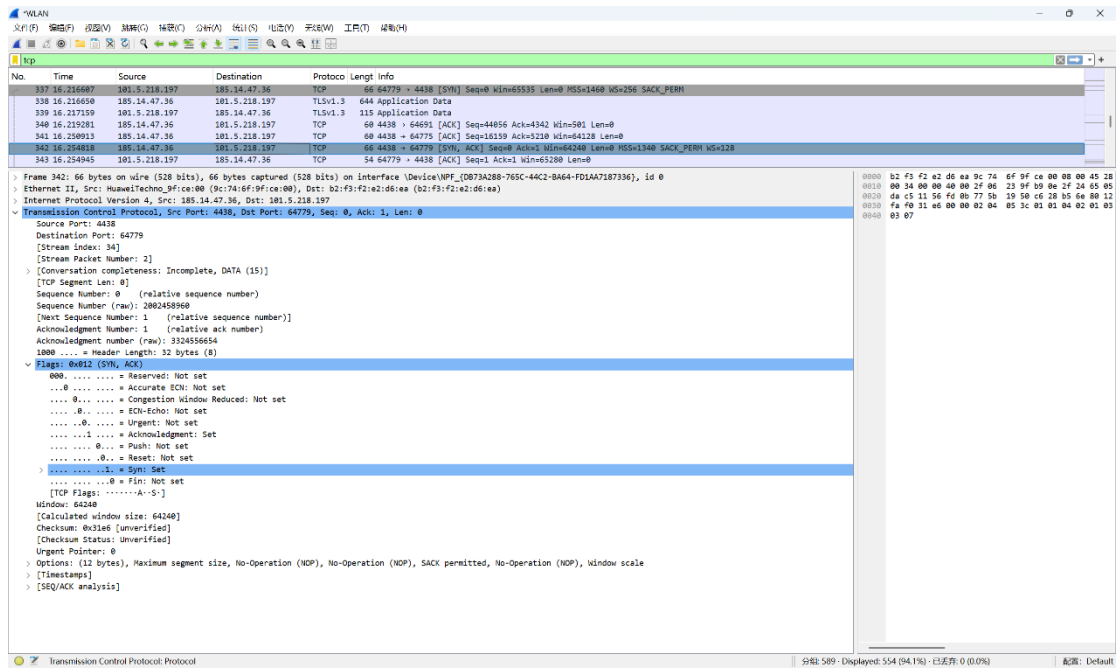 *WLAN
文件(F) 编辑(E) 视图(V) 跳转(G) 捕获(C) 分析(A) 统计(S) 电话(Y) 无线(W) 工具(T) 帮助(H)
tcp
No. Time Source Destination Protoco Lengt Info
337 16.216607 101.5.218.197 185.14.47.36 TCP 66 64779 → 4438 [SYN] Seq=0 Win=65535 Len=0 MSS=1460 WS=256 SACK_PERM
338 16.216650 101.5.218.197 185.14.47.36 TLSv1.3 644 Application Data
339 16.217159 101.5.218.197 185.14.47.36 TLSv1.3 115 Application Data
340 16.219281 185.14.47.36 101.5.218.197 TCP 60 4438 → 64691 [ACK] Seq=44056 Ack=4342 Win=501 Len=0
341 16.250913 185.14.47.36 101.5.218.197 TCP 60 4438 → 64775 [ACK] Seq=16159 Ack=5210 Win=64128 Len=0
342 16.254818 185.14.47.36 101.5.218.197 TCP 66 4438 → 64779 [SYN, ACK] Seq=0 Ack=1 Win=64240 Len=0 MSS=1340 SACK_PERM WS=128
343 16.254945 101.5.218.197 185.14.47.36 TCP 54 64779 → 4438 [ACK] Seq=1 Ack=1 Win=65280 Len=0
Frame 342: 66 bytes on wire (528 bits), 66 bytes captured (528 bits) on interface \Device\NPF_{DB73A288-765C-44C2-BA64-FD1AA7187336}, id 0
Ethernet II, Src: HuaweiTechno_9f:ce:00 (9c:74:6f:9f:ce:00), Dst: b2:f3:f2:e2:d6:ea (b2:f3:f2:e2:d6:ea)
Internet Protocol Version 4, Src: 185.14.47.36, Dst: 101.5.218.197
Transmission Control Protocol, Src Port: 4438, Dst Port: 64779, Seq: 0, Ack: 1, Len: 0
Source Port: 4438
Destination Port: 64779
[Stream index: 34]
[Stream Packet Number: 2]
[Conversation completeness: Incomplete, DATA (15)]
[TCP Segment Len: 0]
Sequence Number: 0 (relative sequence number)
Sequence Number (raw): 2002458960
[Next Sequence Number: 1 (relative sequence number)]
Acknowledgment Number: 1 (relative ack number)
Acknowledgment number (raw): 3324556654
1000 .... = Header Length: 32 bytes (8)
Flags: 0x012 (SYN, ACK)
000. .... .... = Reserved: Not set
...0 .... .... = Accurate ECN: Not set
.... 0... .... = Congestion Window Reduced: Not set
.... .0.. .... = ECN-Echo: Not set
.... ..0. .... = Urgent: Not set
.... ...1 .... = Acknowledgment: Set
.... .... 0... = Push: Not set
.... .... .0.. = Reset: Not set
.... .... ..1. = Syn: Set
.... .... ...0 = Fin: Not set
[TCP Flags: ·······A··S·]
Window: 64240
[Calculated window size: 64240]
Checksum: 0x31e6 [unverified]
[Checksum Status: Unverified]
Urgent Pointer: 0
Options: (12 bytes), Maximum segment size, No-Operation (NOP), No-Operation (NOP), SACK permitted, No-Operation (NOP), Window scale
[Timestamps]
[SEQ/ACK analysis]
0000 b2 f3 f2 e2 d6 ea 9c 74 6f 9f ce 00 08 00 45 28
0010 00 34 00 00 40 00 2f 06 23 9f b9 0e 2f 24 65 05
0020 da c5 11 56 fd 0b 77 5b 19 50 c6 28 b5 6e 80 12
0030 fa f0 31 e6 00 00 02 04 05 3c 01 01 04 02 01 03
0040 03 07
Transmission Control Protocol: Protocol
分组: 589 · Displayed: 554 (94.1%) · 已丢弃: 0 (0.0%)
配置: Default